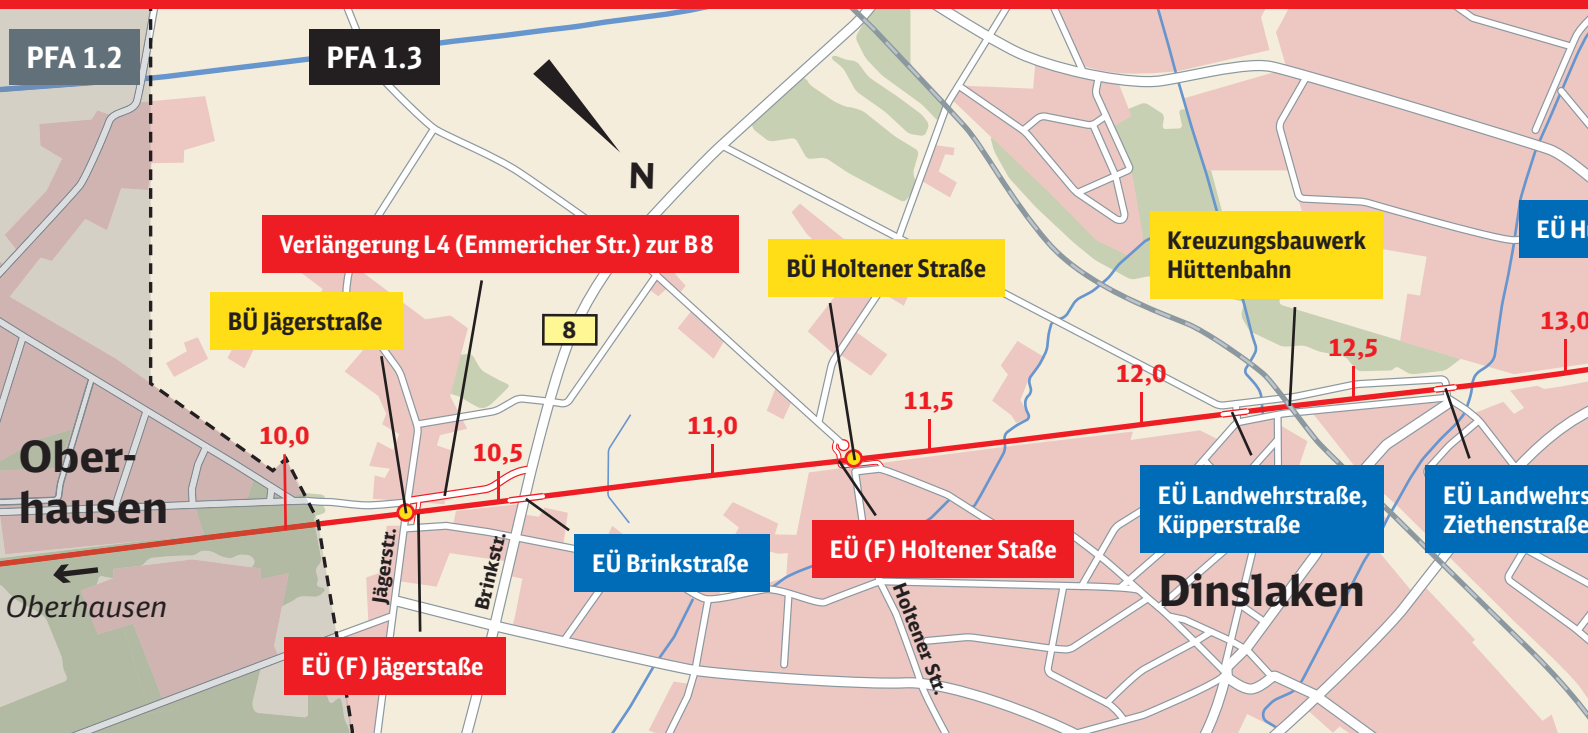 PFA 1.2
PFA 1.3
N
Verlängerung L4 (Emmericher Str.) zur B8
BÜ Holtener Straße
Kreuzungsbauwerk
Hüttenbahn
EÜ
BÜ Jägerstraße
8
13,0
12,5
12,0
11,5
11,0
10,5
10,0
Ober-
hausen
Oberhausen
Jägerstr.
Brinkstr.
EÜ Brinkstraße
EÜ (F) Holtener Staße
EÜ Landwehrstraße,
Küpperstraße
EÜ Landwehrs
Ziethenstraße
Dinslaken
Holtener Str.
EÜ (F) Jägerstaße